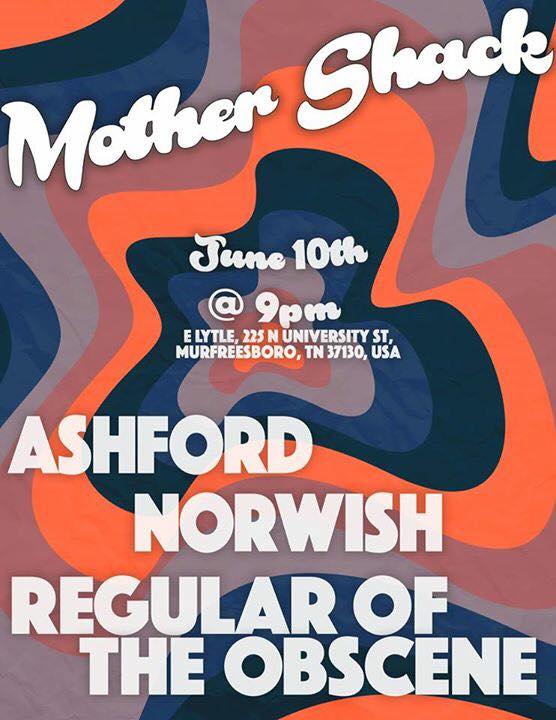 Mother Shack
June 10th
@ 9pm
E LYTLE, 225 N UNIVERSITY ST,
MURFREESBORO, TN 37130, USA
ASHFORD
NORWISH
REGULAR OF
THE OBSCENE